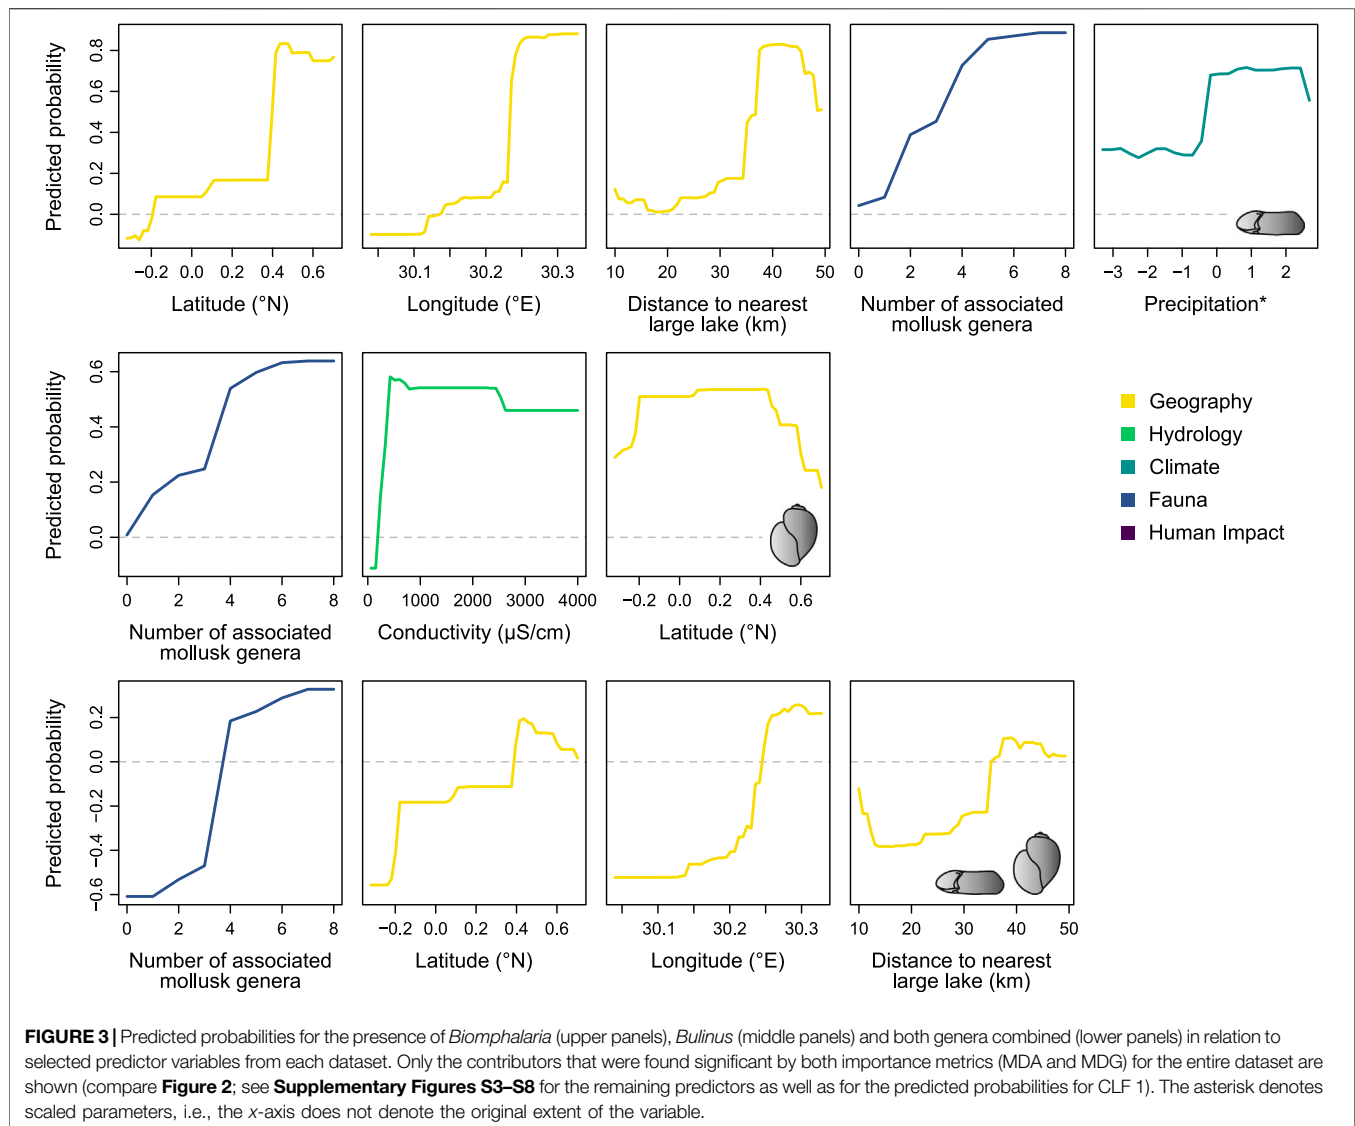 Predicted probability
0.0 0.2 0.4 0.6 0.8
−0.2 0.0 0.2 0.4 0.6
Latitude (°N)
30.1 30.2 30.3
Longitude (°E)
10 20 30 40 50
Distance to nearest
large lake (km)
0 2 4 6 8
Number of associated
mollusk genera
−3 −2 −1 0 1 2
Precipitation*
Predicted probability
0.0 0.2 0.4 0.6
0 2 4 6 8
Number of associated
mollusk genera
0 1000 2000 3000 4000
Conductivity (µS/cm)
−0.2 0.0 0.2 0.4 0.6
Latitude (°N)
Geography
Hydrology
Climate
Fauna
Human Impact
Predicted probability
−0.6 −0.4 −0.2 0.0 0.2
0 2 4 6 8
Number of associated
mollusk genera
−0.2 0.0 0.2 0.4 0.6
Latitude (°N)
30.1 30.2 30.3
Longitude (°E)
10 20 30 40 50
Distance to nearest
large lake (km)
FIGURE 3 | Predicted probabilities for the presence of Biomphalaria (upper panels), Bulinus (middle panels) and both genera combined (lower panels) in relation to
selected predictor variables from each dataset. Only the contributors that were found significant by both importance metrics (MDA and MDG) for the entire dataset are
shown (compare Figure 2; see Supplementary Figures S3–S8 for the remaining predictors as well as for the predicted probabilities for CLF 1). The asterisk denotes
scaled parameters, i.e., the x-axis does not denote the original extent of the variable.